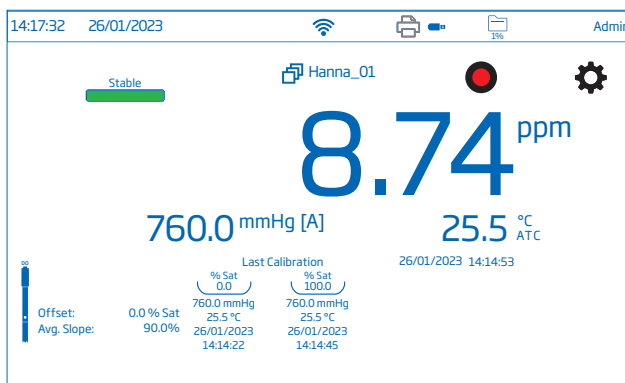 14:17:32 26/01/2023 1% Admi
Stable
Hanna_01
8.74 ppm
760.0 mmHg [A]
25.5 °C ATC
26/01/2023 14:14:53
Last Calibration
% Sat % Sat
0.0 100.0
760.0 mmHg 760.0 mmHg
25.5 °C 25.5 °C
26/01/2023 26/01/2023
14:14:22 14:14:45
DO
Offset: 0.0 % Sat
Avg. Slope: 90.0%